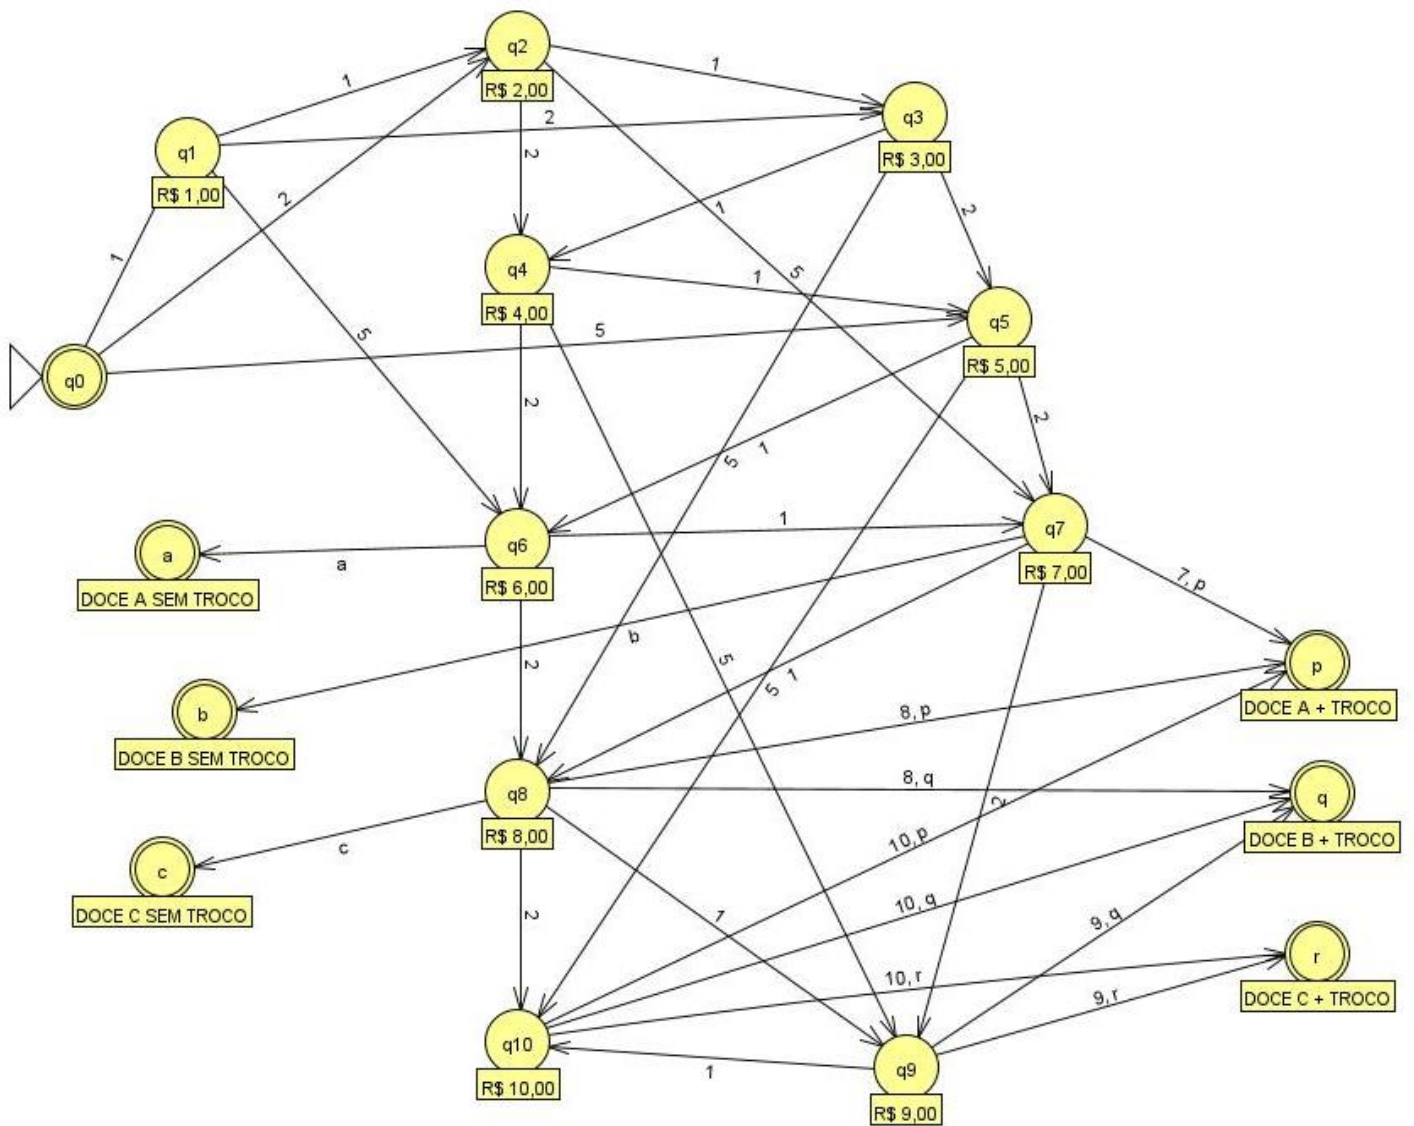 q2
R$ 2,00
1
1
q3
R$ 3,00
2
q1
R$ 1,00
2
2
1
2
1
5
q4
R$ 4,00
1
q5
R$ 5,00
5
5
q0
2
2
5
1
q6
R$ 6,00
1
q7
R$ 7,00
a
DOCE A SEM TROCO
a
7, p
b
2
5
5
1
p
DOCE A + TROCO
b
DOCE B SEM TROCO
8, p
q8
R$ 8,00
8, q
q
DOCE B + TROCO
2
10, p
c
DOCE C SEM TROCO
c
2
1
10, q
9, q
r
DOCE C + TROCO
10, r
9, r
q10
R$ 10,00
1
q9
R$ 9,00